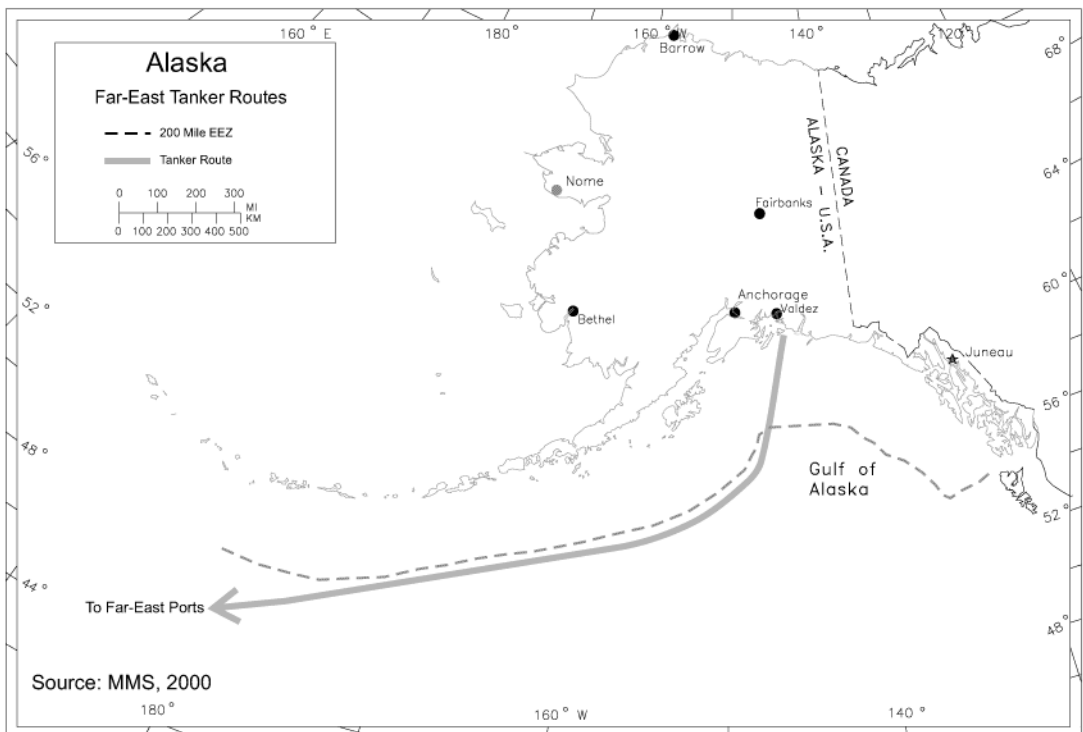 160° E
180°
160° W
140°
120°
68°
Alaska
Far-East Tanker Routes
200 Mile EEZ
Tanker Route
0 100 200 300
MI
KM
0 100 200 300 400 500
Barrow
56°
64°
CANADA
ALASKA - U.S.A.
Nome
Fairbanks
60°
52°
Bethel
Anchorage
Valdez
Juneau
56°
48°
Gulf of
Alaska
52°
44°
To Far-East Ports
48°
Source: MMS, 2000
180°
160° W
140°